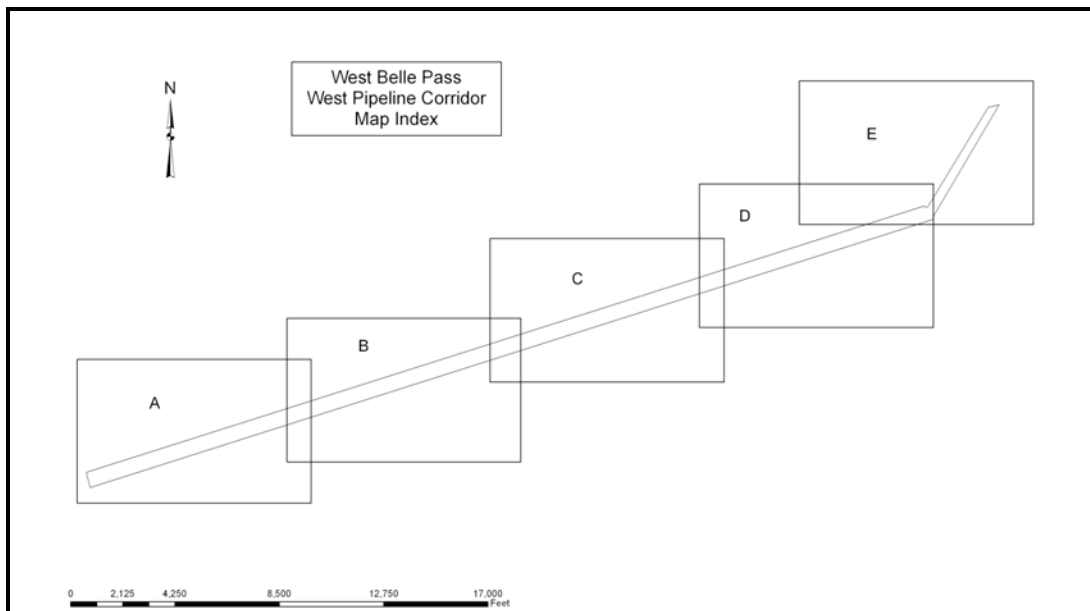 West Belle Pass
West Pipeline Corridor
Map Index
N
E
D
C
B
A
0 2,125 4,250 8,500 12,750 17,000
Feet